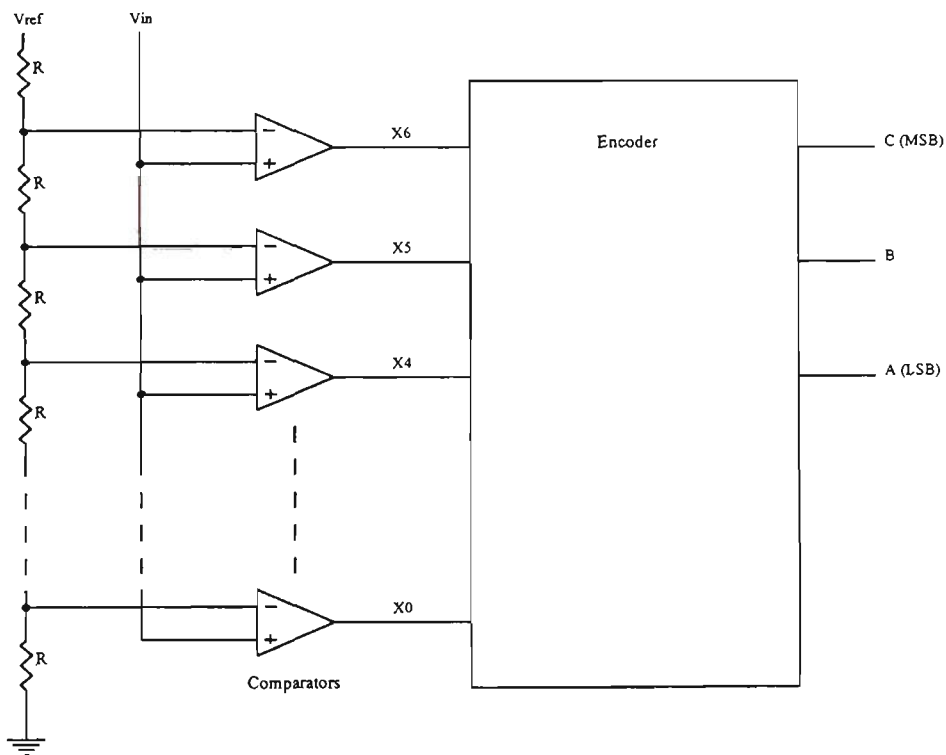 Vref Vin
R
− X6
+
Encoder
C (MSB)
R
− X5
+
B
R
− X4
+
A (LSB)
R
− X0
+
R
Comparators